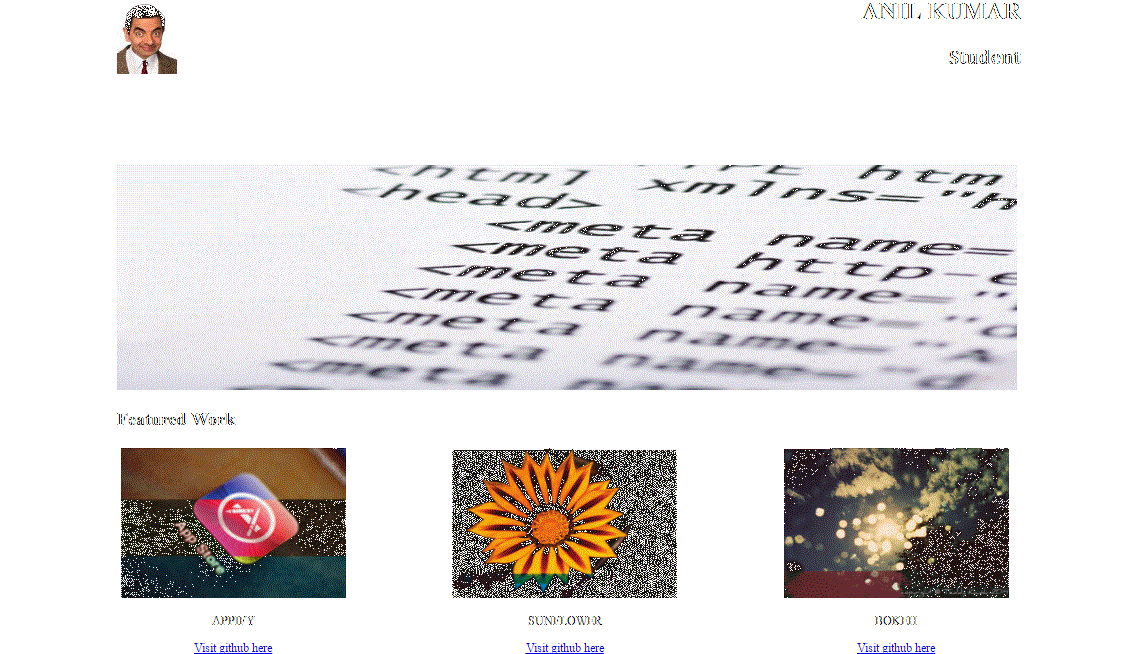 ANIL KUMAR
Student
<html
<head> xmlns="h
<meta name=
<meta http-e
<meta name="
<meta name="
<meta name="
<meta name="
Featured Work
App Store
APPIFY
SUNFLOWER
BOKEH
Visit github here
Visit github here
Visit github here